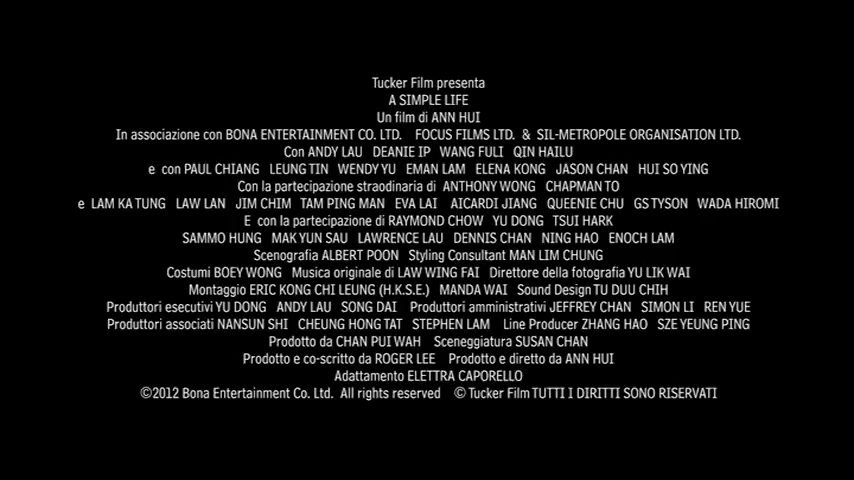 Tucker Film presenta
A SIMPLE LIFE
Un film di ANN HUI
In associazione con BONA ENTERTAINMENT CO. LTD. FOCUS FILMS LTD. & SIL-METROPOLE ORGANISATION LTD.
Con ANDY LAU DEANIE IP WANG FULI QIN HAILU
e con PAUL CHIANG LEUNG TIN WENDY YU EMAN LAM ELENA KONG JASON CHAN HUI SO YING
Con la partecipazione straodinaria di ANTHONY WONG CHAPMAN TO
e LAM KA TUNG LAW LAN JIM CHIM TAM PING MAN EVA LAI AICARDI JIANG QUEENIE CHU GS TYSON WADA HIROMI
E con la partecipazione di RAYMOND CHOW YU DONG TSUI HARK
SAMMO HUNG MAK YUN SAU LAWRENCE LAU DENNIS CHAN NING HAO ENOCH LAM
Scenografia ALBERT POON Styling Consultant MAN LIM CHUNG
Costumi BOEY WONG Musica originale di LAW WING FAI Direttore della fotografia YU LIK WAI
Montaggio ERIC KONG CHI LEUNG (H.K.S.E.) MANDA WAI Sound Design TU DUU CHIH
Produttori esecutivi YU DONG ANDY LAU SONG DAI Produttori amministrativi JEFFREY CHAN SIMON LI REN YUE
Produttori associati NANSUN SHI CHEUNG HONG TAT STEPHEN LAM Line Producer ZHANG HAO SZE YEUNG PING
Prodotto da CHAN PUI WAH Sceneggiatura SUSAN CHAN
Prodotto e co-scritto da ROGER LEE Prodotto e diretto da ANN HUI
Adattamento ELETTRA CAPORELLO
©2012 Bona Entertainment Co. Ltd. All rights reserved © Tucker Film TUTTI I DIRITTI SONO RISERVATI